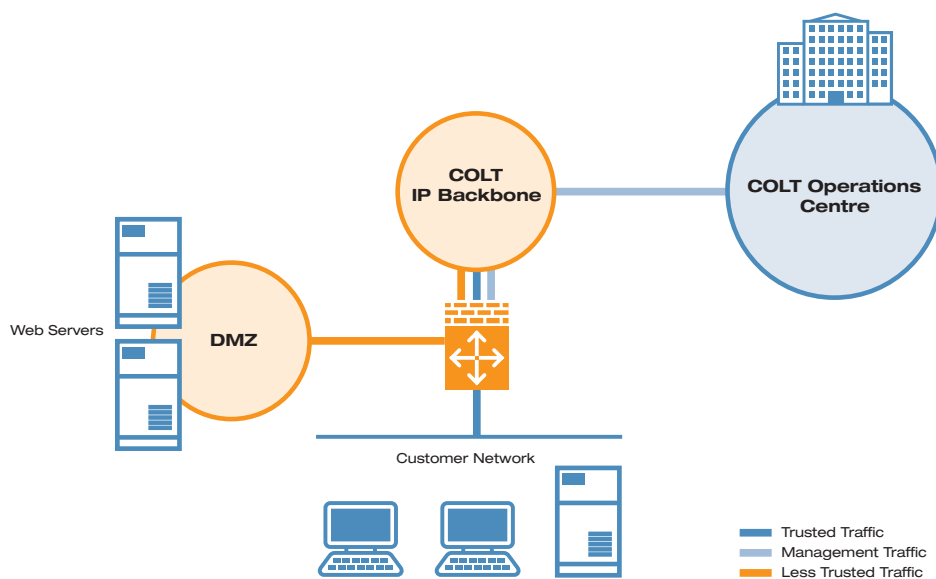 COLT
IP Backbone
COLT Operations
Centre
Web Servers
DMZ
Customer Network
Trusted Traffic
Management Traffic
Less Trusted Traffic